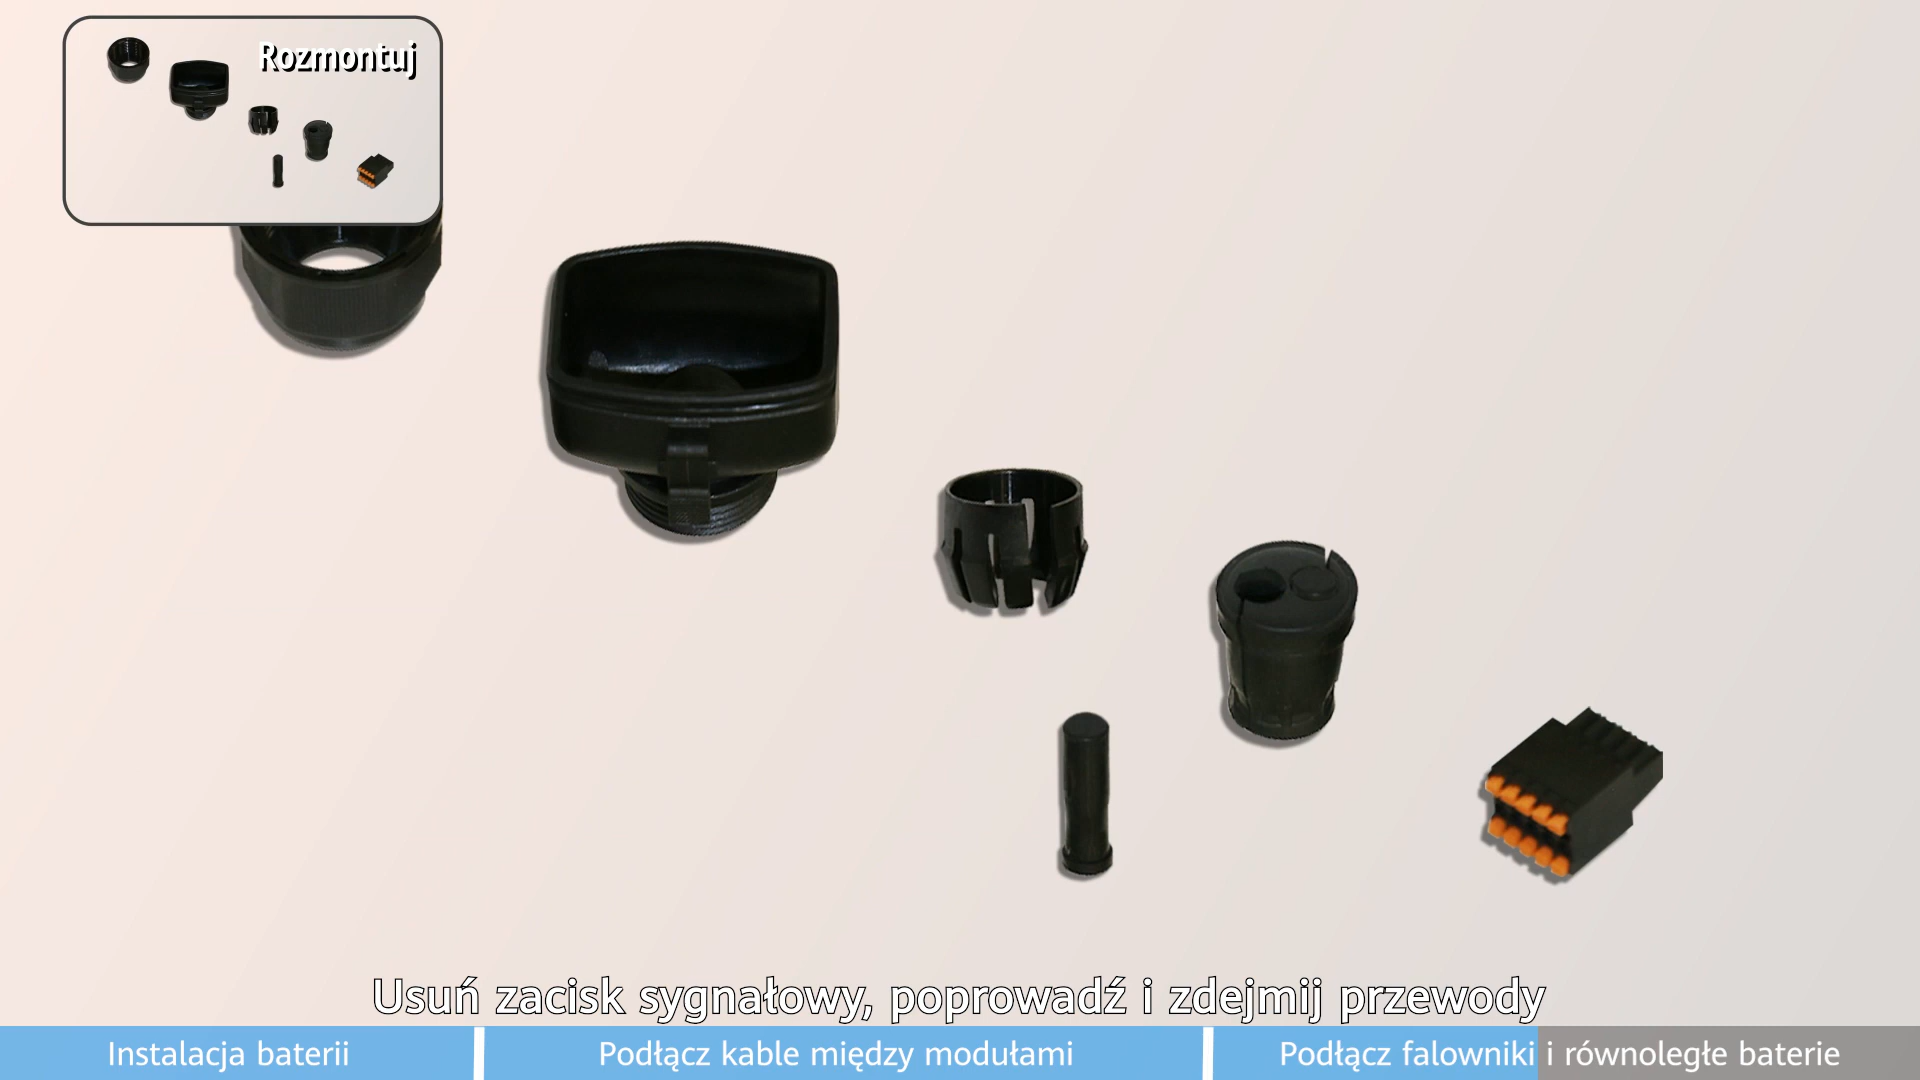 Rozmontuj
Usuń zacisk sygnałowy, poprowadź i zdejmij przewody
Instalacja baterii
Podłącz kable między modułami
Podłącz falowniki i równoległe baterie